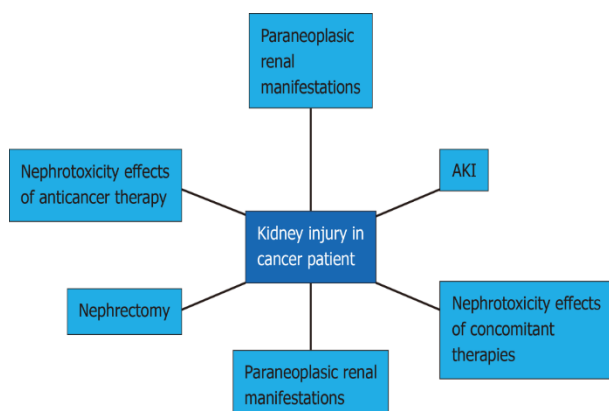 Paraneoplasic
renal
manifestations
Nephrotoxicity effects
of anticancer therapy
AKI
Kidney injury in
cancer patient
Nephrectomy
Nephrotoxicity effects
of concomitant
therapies
Paraneoplasic renal
manifestations